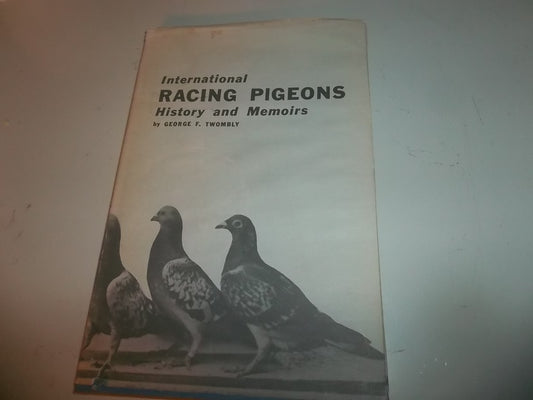 International
RACING PIGEONS
History and Memoirs
by GEORGE F. TWOMBLY